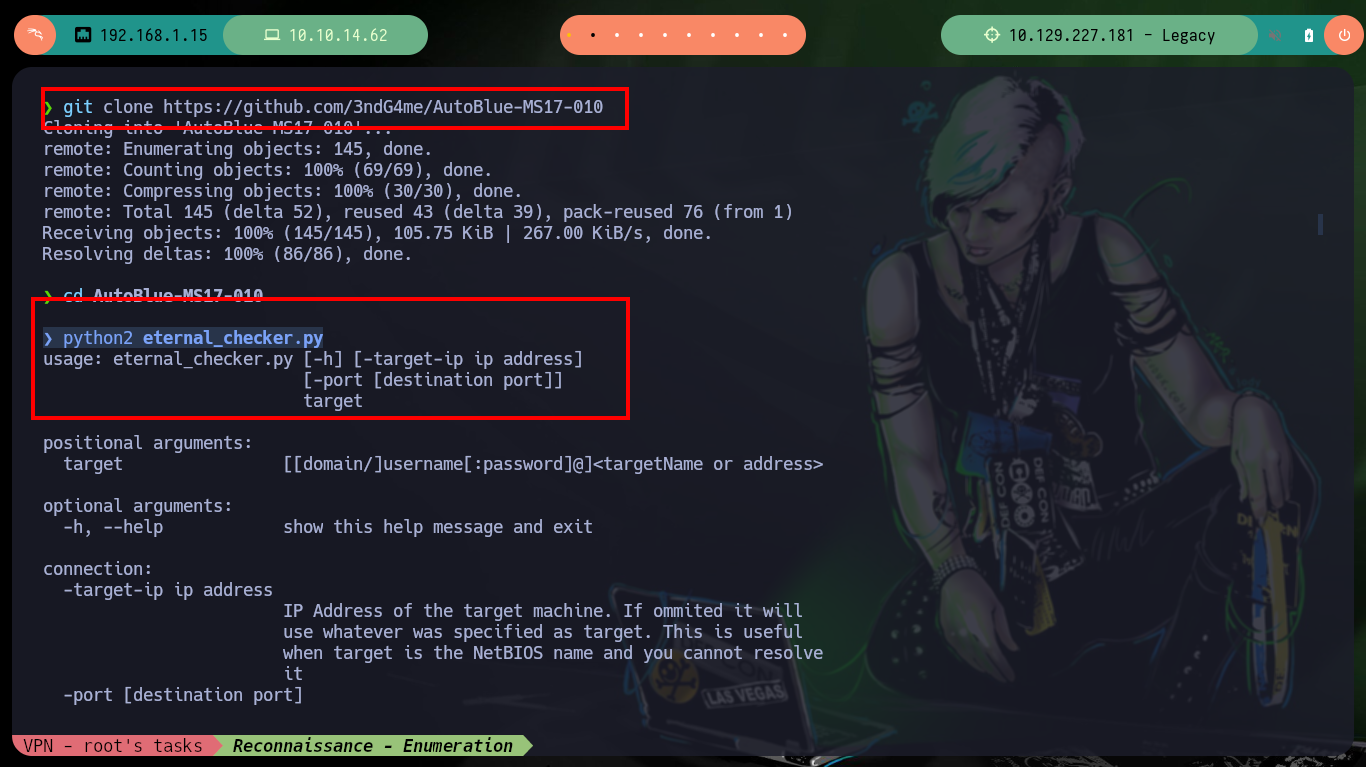 192.168.1.15
10.10.14.62
10.129.227.181 - Legacy
❯ git clone https://github.com/3ndG4me/AutoBlue-MS17-010
Cloning into 'AutoBlue-MS17-010'...
remote: Enumerating objects: 145, done.
remote: Counting objects: 100% (69/69), done.
remote: Compressing objects: 100% (30/30), done.
remote: Total 145 (delta 52), reused 43 (delta 39), pack-reused 76 (from 1)
Receiving objects: 100% (145/145), 105.75 KiB | 267.00 KiB/s, done.
Resolving deltas: 100% (86/86), done.
❯ cd AutoBlue-MS17-010
❯ python2 eternal_checker.py
usage: eternal_checker.py [-h] [-target-ip ip address]
[-port [destination port]]
target
positional arguments:
target [[domain/]username[:password]@]<targetName or address>
optional arguments:
-h, --help show this help message and exit
connection:
-target-ip ip address
IP Address of the target machine. If ommited it will
use whatever was specified as target. This is useful
when target is the NetBIOS name and you cannot resolve
it
-port [destination port]
DEF CON
DEF CON
LAS VEGAS
VPN - root's tasks
Reconnaissance - Enumeration